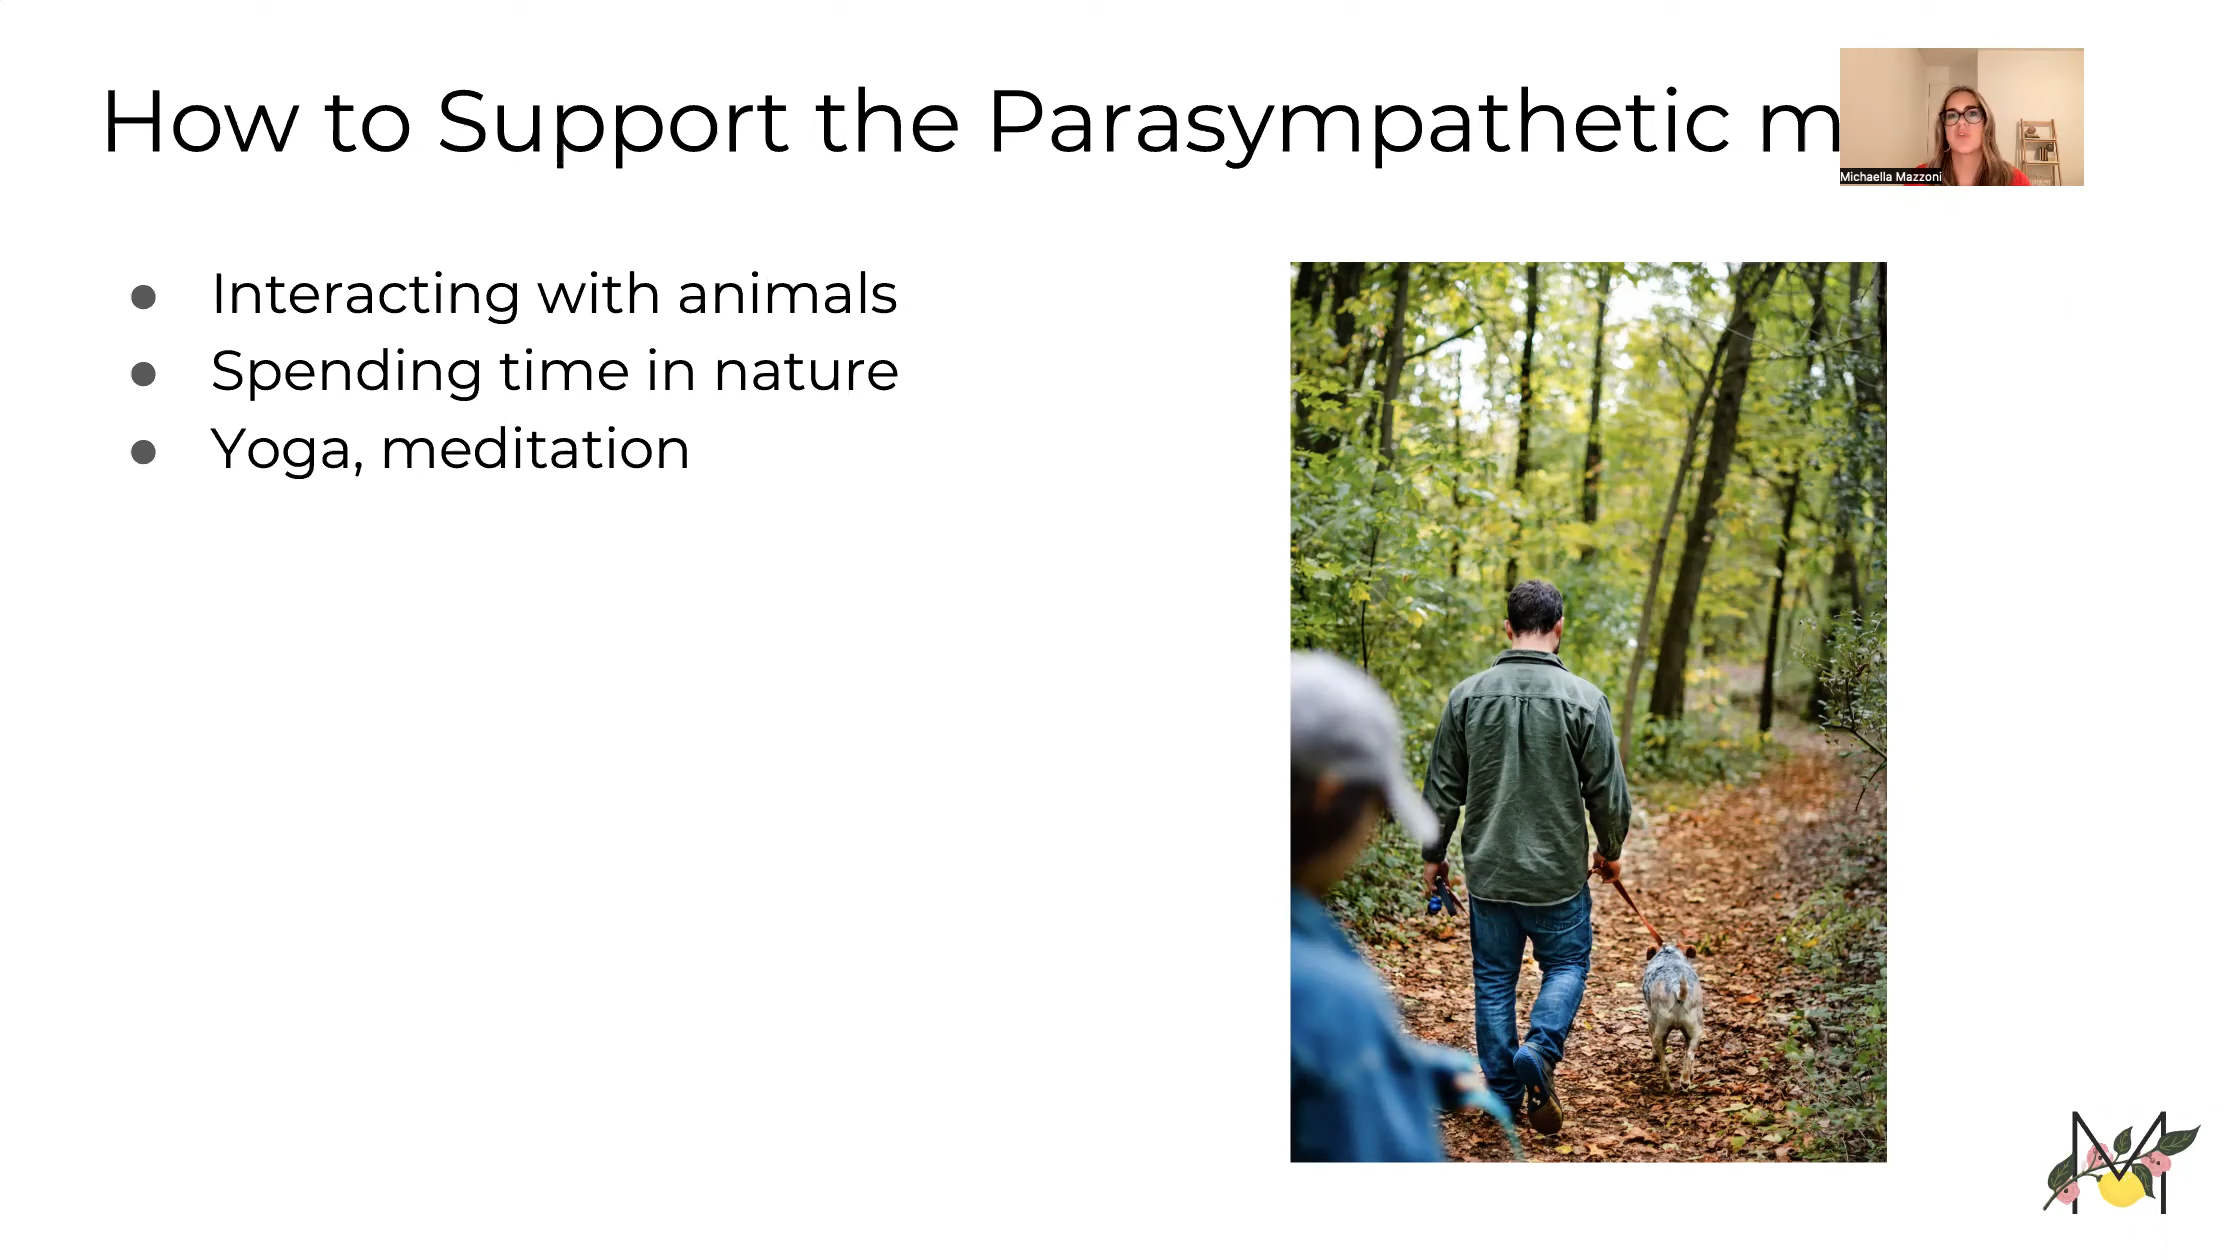 How to Support the Parasympathetic m
Michaella Mazzoni
Interacting with animals
Spending time in nature
Yoga, meditation
M